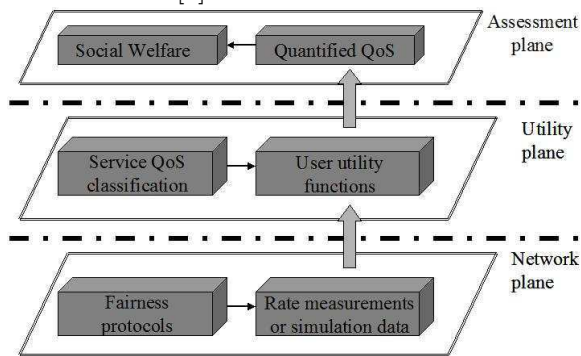 Assessment
plane
Social Welfare
Quantified QoS
Utility
plane
Service QoS
classification
User utility
functions
Network
plane
Fairness
protocols
Rate measurements
or simulation data